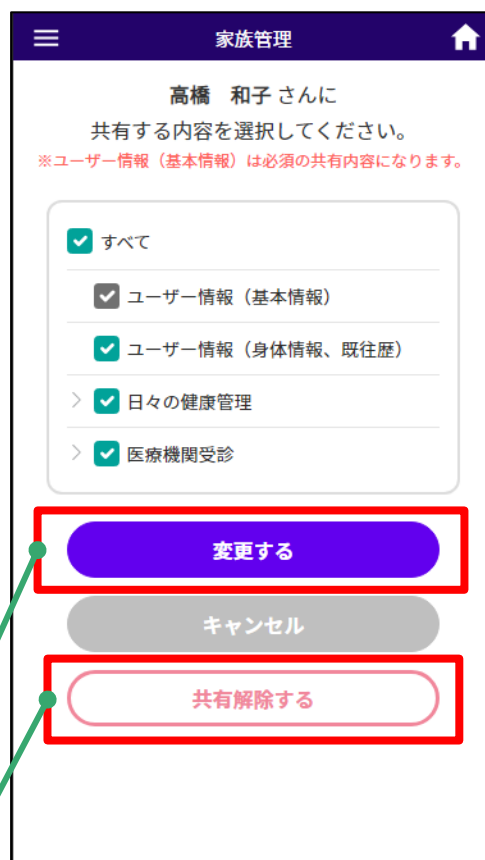 家族管理
高橋　和子 さんに
共有する内容を選択してください。
※ユーザー情報（基本情報）は必須の共有内容になります。
すべて
ユーザー情報（基本情報）
ユーザー情報（身体情報、既往歴）
日々の健康管理
医療機関受診
変更する
キャンセル
共有解除する